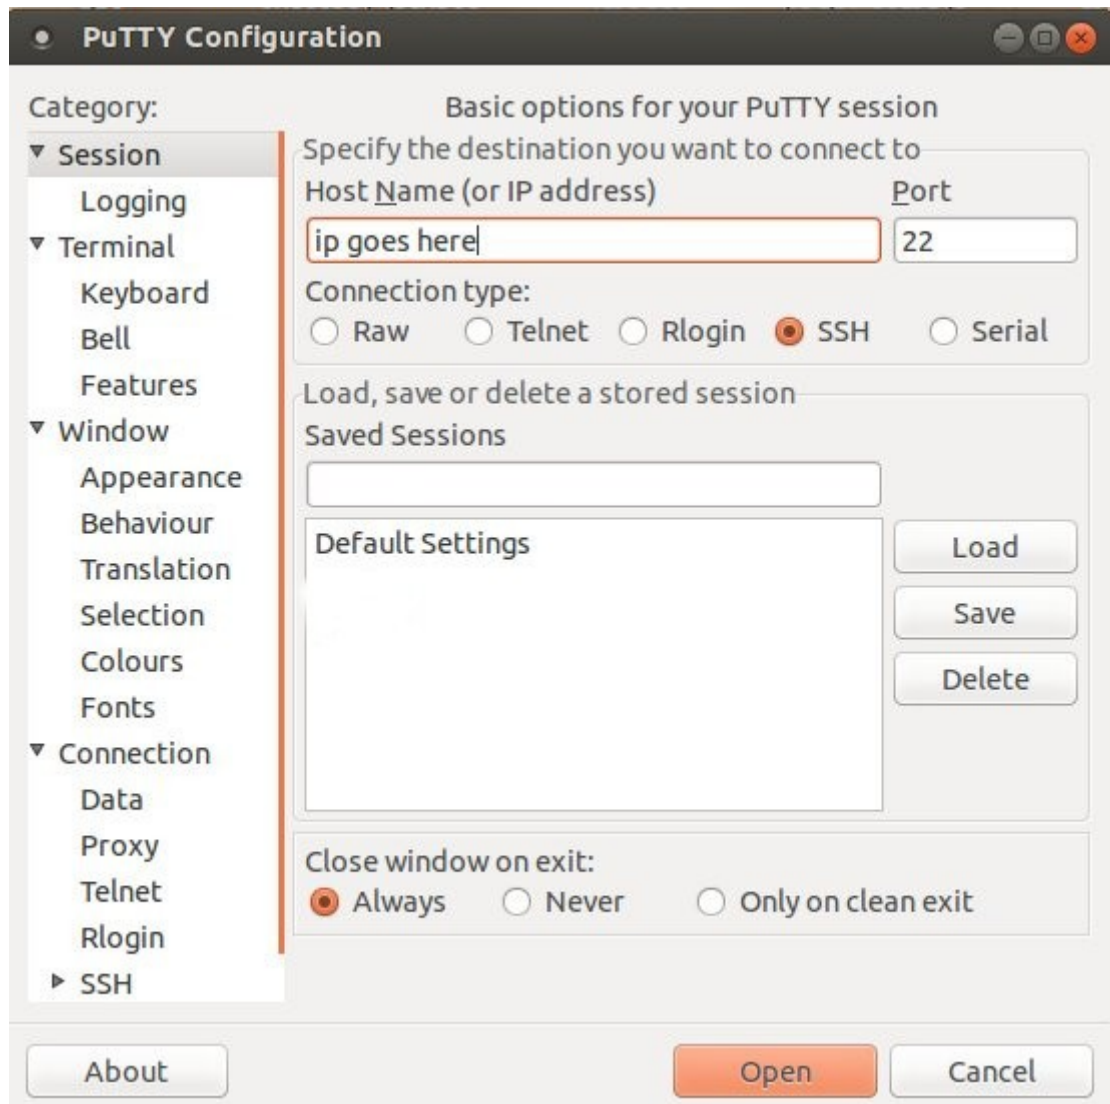 PuTTY Configuration
Category:
Session
Logging
Terminal
Keyboard
Bell
Features
Window
Appearance
Behaviour
Translation
Selection
Colours
Fonts
Connection
Data
Proxy
Telnet
Rlogin
SSH
Basic options for your PuTTY session
Specify the destination you want to connect to
Host Name (or IP address) Port
ip goes here 22
Connection type:
Raw Telnet Rlogin SSH Serial
Load, save or delete a stored session
Saved Sessions
Default Settings
Load
Save
Delete
Close window on exit:
Always Never Only on clean exit
About Open Cancel